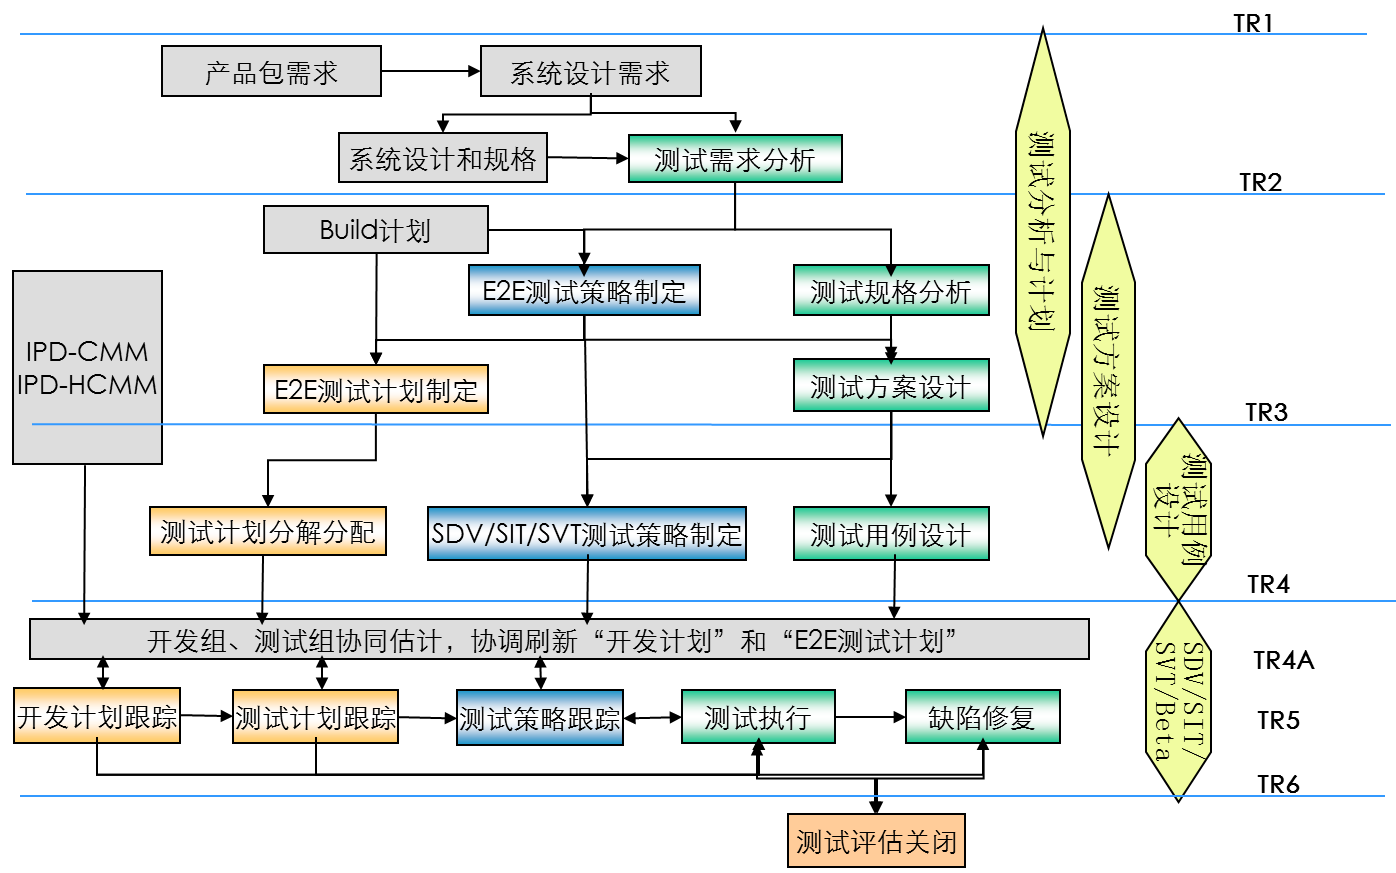 TR1
产品包需求
系统设计需求
系统设计和规格
测试需求分析
TR2
Build计划
E2E测试策略制定
测试规格分析
IPD-CMM
IPD-HCMM
E2E测试计划制定
测试方案设计
TR3
测试计划分解分配
SDV/SIT/SVT测试策略制定
测试用例设计
TR4
开发组、测试组协同估计，协调刷新“开发计划”和“E2E测试计划”
TR4A
开发计划跟踪
测试计划跟踪
测试策略跟踪
测试执行
缺陷修复
TR5
TR6
测试评估关闭
测试分析与计划
测试方案设计
测试用例
设计
SDV/SIT/
SVT/Beta